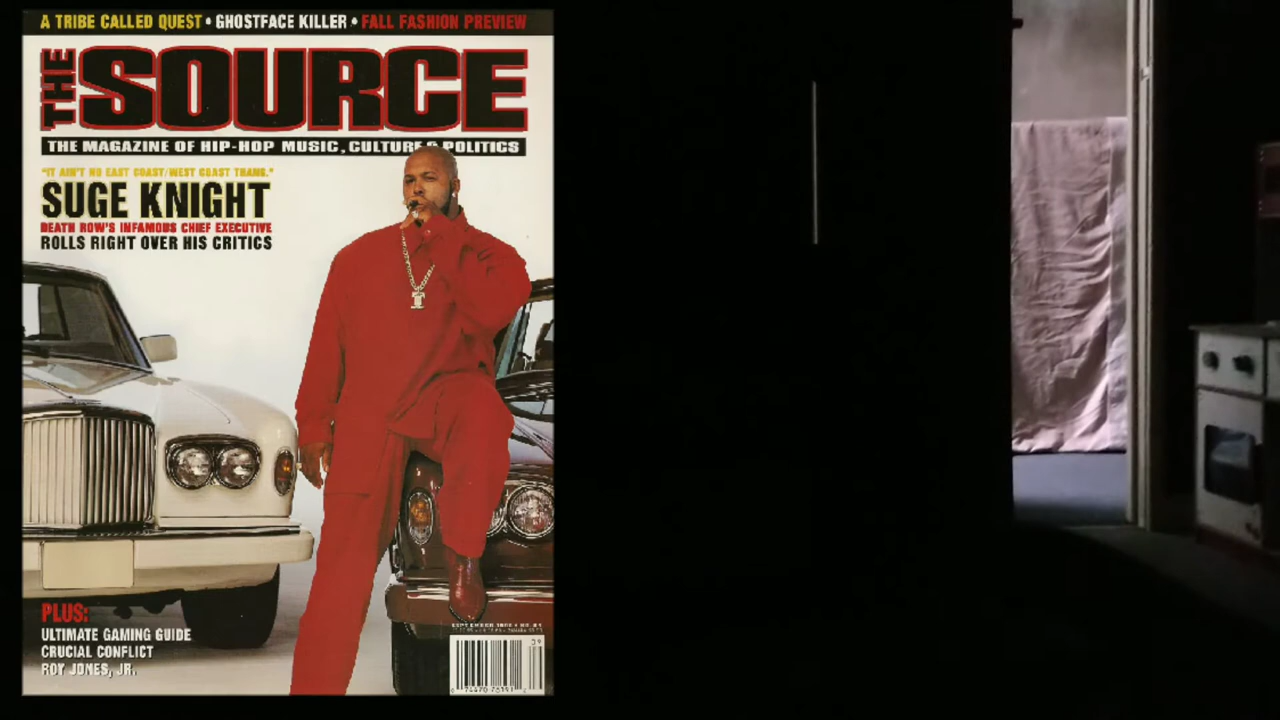 A TRIBE CALLED QUEST • GHOSTFACE KILLER • FALL FASHION PREVIEW
THE SOURCE
THE MAGAZINE OF HIP-HOP MUSIC, CULTURE & POLITICS
"IT AIN'T NO EAST COAST/WEST COAST THANG."
SUGE KNIGHT
DEATH ROW'S INFAMOUS CHIEF EXECUTIVE
ROLLS RIGHT OVER HIS CRITICS
PLUS:
ULTIMATE GAMING GUIDE
CRUCIAL CONFLICT
ROY JONES, JR.
09